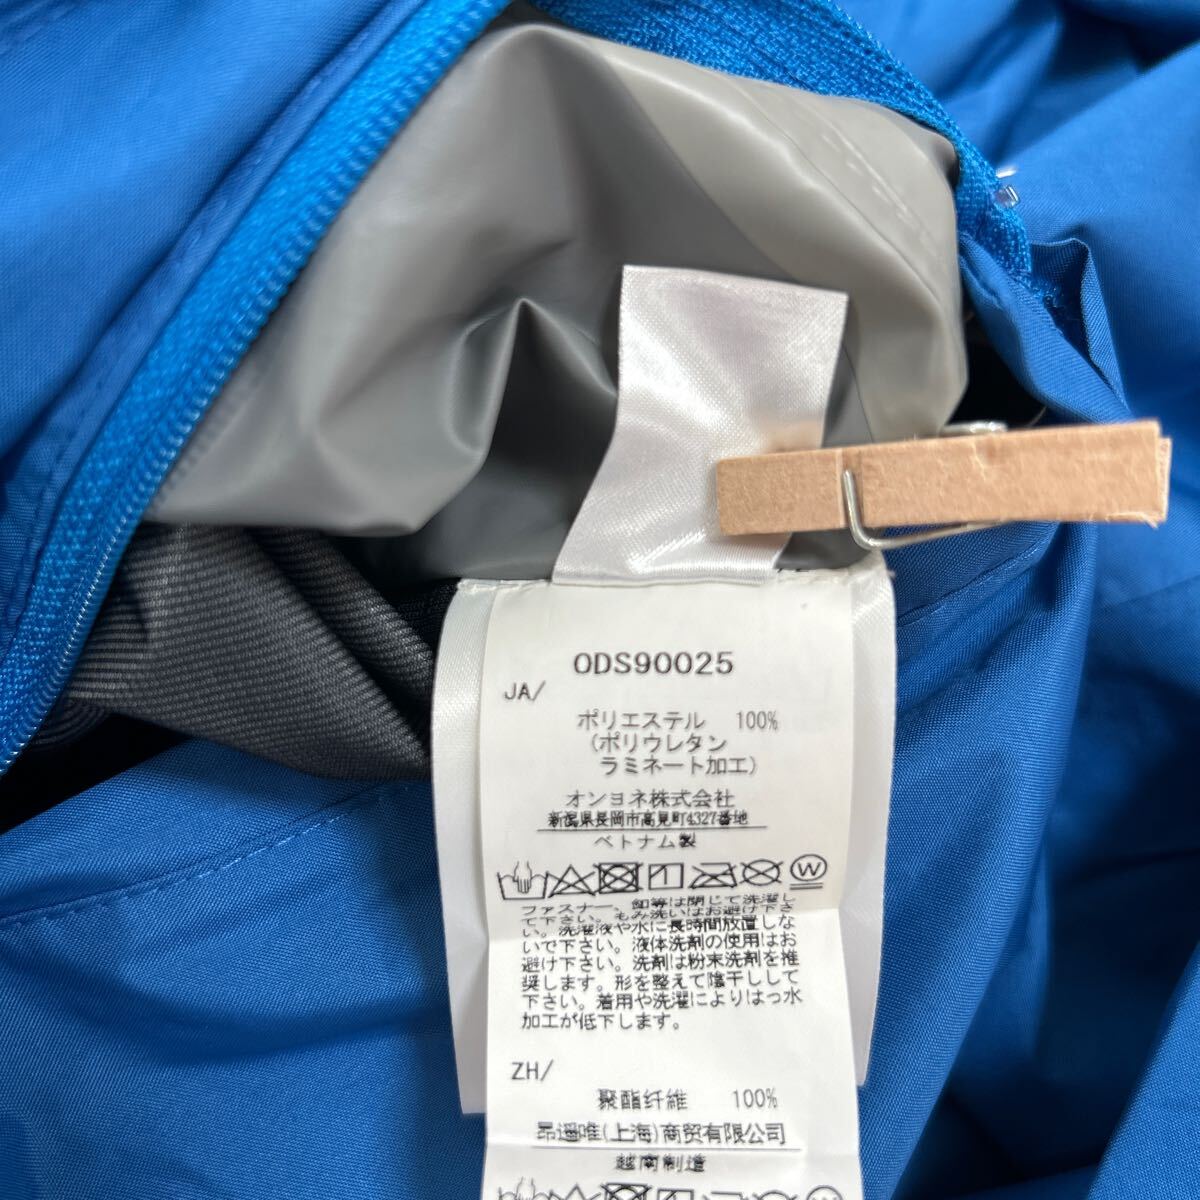 ODS90025
JA/
ポリエステル 100%
(ポリウレタン
ラミネート加工)
オンヨネ株式会社
新潟県長岡市高見町4327番地
ベトナム製
W
ファスナー、釦等は閉じて洗濯し
て下さい。もみ洗いはお避け下さ
い。洗濯液や水に長時間放置しな
いで下さい。液体洗剤の使用はお
避け下さい。洗剤は粉末洗剤を推
奨します。形を整えて陰干しして
下さい。着用や洗濯によりはっ水
加工が低下します。
ZH/
聚酯纤维 100%
昂遥唯(上海)商贸有限公司
越南制造